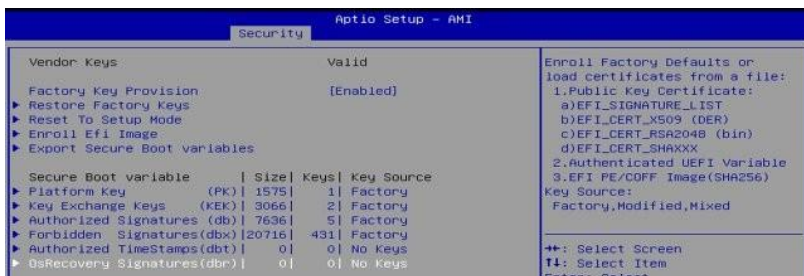 Aptio Setup - AMI
Security
Vendor Keys Valid
Factory Key Provision [Enabled]
Restore Factory Keys
Reset To Setup Mode
Enroll Efi Image
Export Secure Boot variables
Secure Boot variable | Size| Keys| Key Source
Platform Key (PK)| 1575| 1| Factory
Key Exchange Keys (KEK)| 3066| 2| Factory
Authorized Signatures (db)| 7636| 5| Factory
Forbidden Signatures(dbx)|20716| 431| Factory
Authorized TimeStamps(dbt)| 0| 0| No Keys
OsRecovery Signatures(dbr)| 0| 0| No Keys
Enroll Factory Defaults or
load certificates from a file:
1.Public Key Certificate:
a)EFI_SIGNATURE_LIST
b)EFI_CERT_X509 (DER)
c)EFI_CERT_RSA2048 (bin)
d)EFI_CERT_SHAXXX
2.Authenticated UEFI Variable
3.EFI PE/COFF Image(SHA256)
Key Source:
Factory,Modified,Mixed
→←: Select Screen
↑↓: Select Item